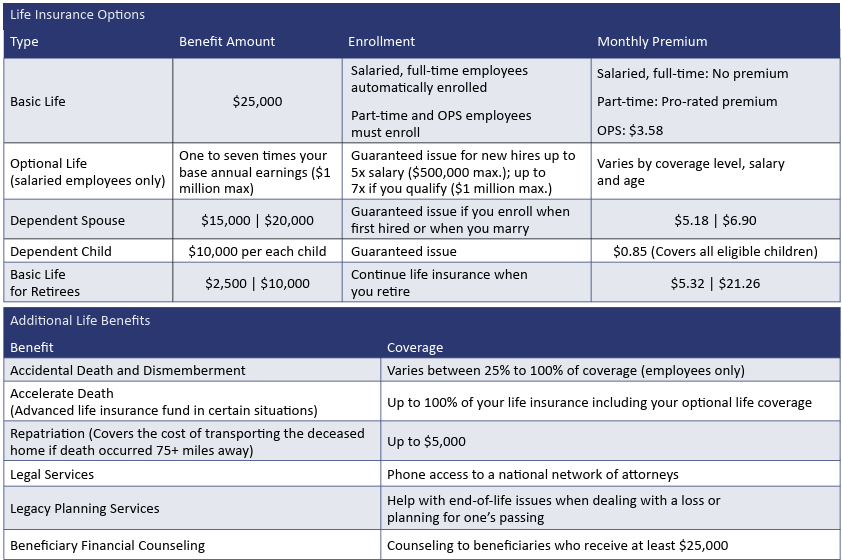 Life Insurance Options
Type Benefit Amount Enrollment Monthly Premium
Basic Life
$25,000
Salaried, full-time employees
automatically enrolled
Part-time and OPS employees
must enroll
Salaried, full-time: No premium
Part-time: Pro-rated premium
OPS: $3.58
Optional Life
(salaried employees only)
One to seven times your
base annual earnings ($1
million max)
Guaranteed issue for new hires up to
5x salary ($500,000 max.); up to
7x if you qualify ($1 million max.)
Varies by coverage level, salary
and age
Dependent Spouse
$15,000 | $20,000
Guaranteed issue if you enroll when
first hired or when you marry
$5.18 | $6.90
Dependent Child
$10,000 per each child
Guaranteed issue
$0.85 (Covers all eligible children)
Basic Life
for Retirees
$2,500 | $10,000
Continue life insurance when
you retire
$5.32 | $21.26
Additional Life Benefits
Benefit Coverage
Accidental Death and Dismemberment
Varies between 25% to 100% of coverage (employees only)
Accelerate Death
(Advanced life insurance fund in certain situations)
Up to 100% of your life insurance including your optional life coverage
Repatriation (Covers the cost of transporting the deceased
home if death occurred 75+ miles away)
Up to $5,000
Legal Services
Phone access to a national network of attorneys
Legacy Planning Services
Help with end-of-life issues when dealing with a loss or
planning for one's passing
Beneficiary Financial Counseling
Counseling to beneficiaries who receive at least $25,000